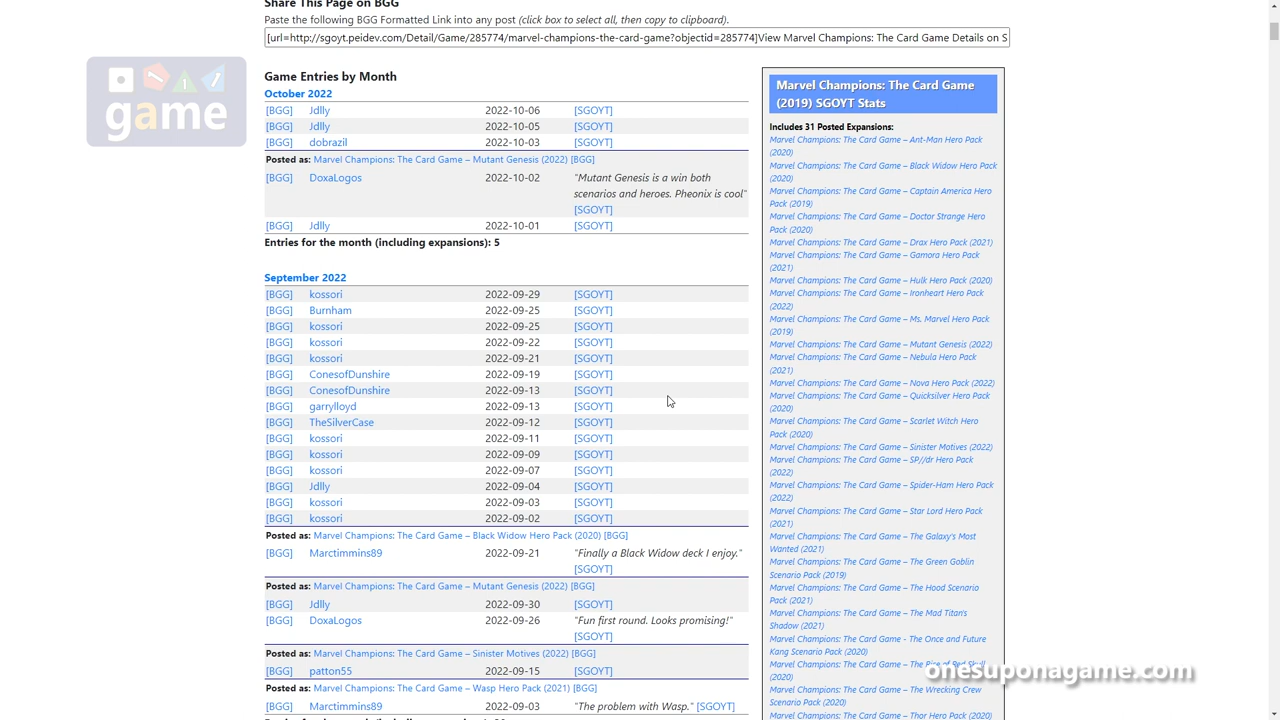 Share This Page on BGG
Paste the following BGG Formatted Link into any post (click box to select all, then copy to clipboard).
[url=http://sgoyt.peidev.com/Detail/Game/285774/marvel-champions-the-card-game?objectid=285774]View Marvel Champions: The Card Game Details on S
game
Game Entries by Month
October 2022
[BGG] Jdlly 2022-10-06 [SGOYT]
[BGG] Jdlly 2022-10-05 [SGOYT]
[BGG] dobrazil 2022-10-03 [SGOYT]
Posted as: Marvel Champions: The Card Game – Mutant Genesis (2022) [BGG]
[BGG] DoxaLogos 2022-10-02 "Mutant Genesis is a win both
scenarios and heroes. Pheonix is cool"
[SGOYT]
[BGG] Jdlly 2022-10-01 [SGOYT]
Entries for the month (including expansions): 5
September 2022
[BGG] kossori 2022-09-29 [SGOYT]
[BGG] Burnham 2022-09-25 [SGOYT]
[BGG] kossori 2022-09-25 [SGOYT]
[BGG] kossori 2022-09-22 [SGOYT]
[BGG] kossori 2022-09-21 [SGOYT]
[BGG] ConesofDunshire 2022-09-19 [SGOYT]
[BGG] ConesofDunshire 2022-09-13 [SGOYT]
[BGG] garrylloyd 2022-09-13 [SGOYT]
[BGG] TheSilverCase 2022-09-12 [SGOYT]
[BGG] kossori 2022-09-11 [SGOYT]
[BGG] kossori 2022-09-09 [SGOYT]
[BGG] kossori 2022-09-07 [SGOYT]
[BGG] Jdlly 2022-09-04 [SGOYT]
[BGG] kossori 2022-09-03 [SGOYT]
[BGG] kossori 2022-09-02 [SGOYT]
Posted as: Marvel Champions: The Card Game – Black Widow Hero Pack (2020) [BGG]
[BGG] Marctimmins89 2022-09-21 "Finally a Black Widow deck I enjoy."
[SGOYT]
Posted as: Marvel Champions: The Card Game – Mutant Genesis (2022) [BGG]
[BGG] Jdlly 2022-09-30 [SGOYT]
[BGG] DoxaLogos 2022-09-26 "Fun first round. Looks promising!"
[SGOYT]
Posted as: Marvel Champions: The Card Game – Sinister Motives (2022) [BGG]
[BGG] patton55 2022-09-15 [SGOYT]
Posted as: Marvel Champions: The Card Game – Wasp Hero Pack (2021) [BGG]
[BGG] Marctimmins89 2022-09-03 "The problem with Wasp." [SGOYT]
Marvel Champions: The Card Game
(2019) SGOYT Stats
Includes 31 Posted Expansions:
Marvel Champions: The Card Game – Ant-Man Hero Pack
(2020)
Marvel Champions: The Card Game – Black Widow Hero Pack
(2020)
Marvel Champions: The Card Game – Captain America Hero
Pack (2019)
Marvel Champions: The Card Game – Doctor Strange Hero
Pack (2020)
Marvel Champions: The Card Game – Drax Hero Pack (2021)
Marvel Champions: The Card Game – Gamora Hero Pack
(2021)
Marvel Champions: The Card Game – Hulk Hero Pack (2020)
Marvel Champions: The Card Game – Ironheart Hero Pack
(2022)
Marvel Champions: The Card Game – Ms. Marvel Hero Pack
(2019)
Marvel Champions: The Card Game – Mutant Genesis (2022)
Marvel Champions: The Card Game – Nebula Hero Pack
(2021)
Marvel Champions: The Card Game – Nova Hero Pack (2022)
Marvel Champions: The Card Game – Quicksilver Hero Pack
(2020)
Marvel Champions: The Card Game – Scarlet Witch Hero
Pack (2020)
Marvel Champions: The Card Game – Sinister Motives (2022)
Marvel Champions: The Card Game – SP//dr Hero Pack
(2022)
Marvel Champions: The Card Game – Spider-Ham Hero Pack
(2022)
Marvel Champions: The Card Game – Star Lord Hero Pack
(2021)
Marvel Champions: The Card Game – The Galaxy's Most
Wanted (2021)
Marvel Champions: The Card Game – The Green Goblin
Scenario Pack (2019)
Marvel Champions: The Card Game – The Hood Scenario
Pack (2021)
Marvel Champions: The Card Game – The Mad Titan's
Shadow (2021)
Marvel Champions: The Card Game - The Once and Future
Kang Scenario Pack (2020)
Marvel Champions: The Card Game – The Rise of Red Skull
(2020)
Marvel Champions: The Card Game – The Wrecking Crew
Scenario Pack (2020)
Marvel Champions: The Card Game – Thor Hero Pack (2020)
onesuponagame.com